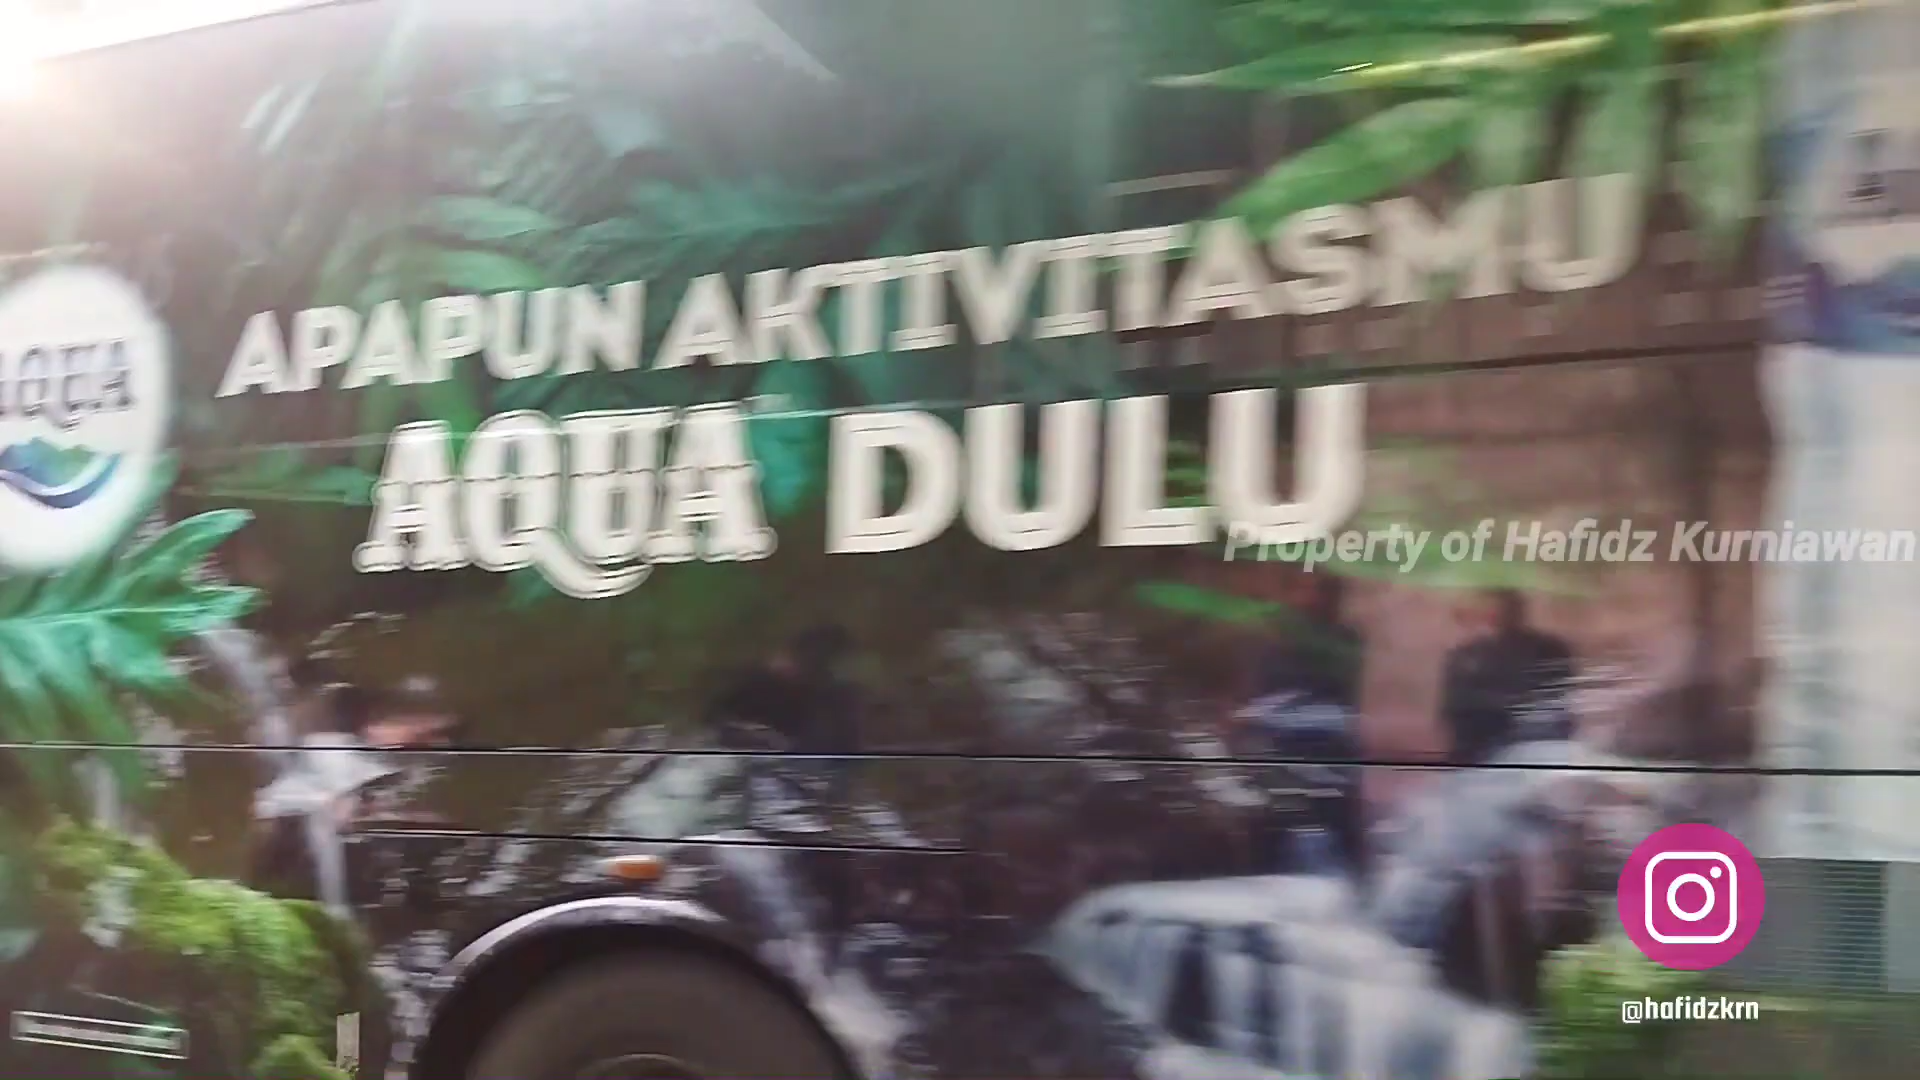 AQUA
APAPUN AKTIVITASMU
AQUA DULU
Property of Hafidz Kurniawan
@hafidzkrn